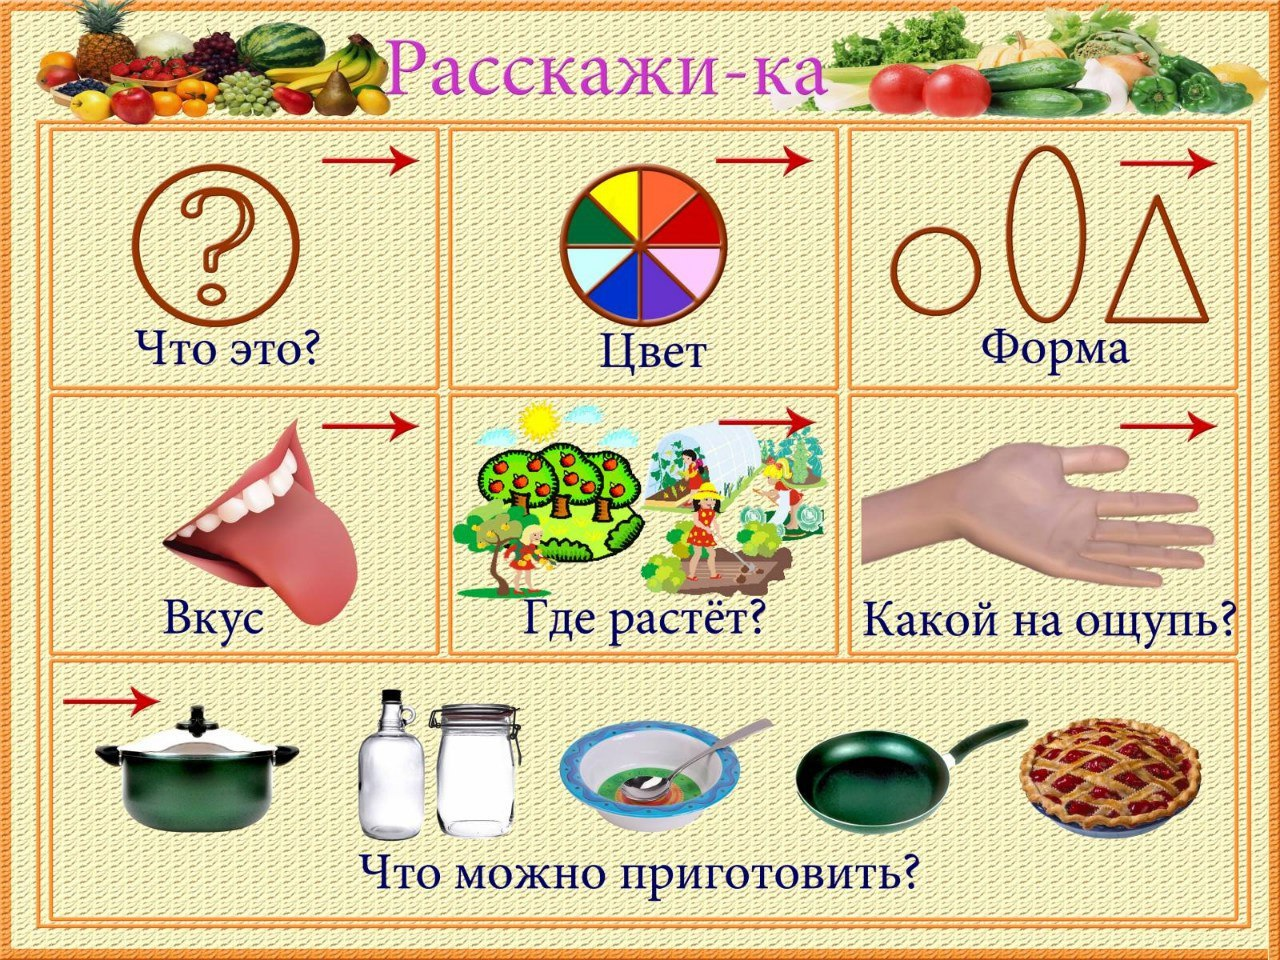 Расскажи-ка
Что это?
Цвет
Форма
Вкус
Где растёт?
Какой на ощупь?
Что можно приготовить?